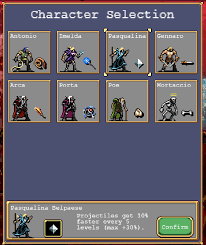 Character Selection
Antonio
Imelda
Pasqualina
Gennaro
Arca
Porta
Poe
Mortaccio
Pasqualina Belpaese
Projectiles get 10%
faster every 5
levels (max +30%).
Confirm